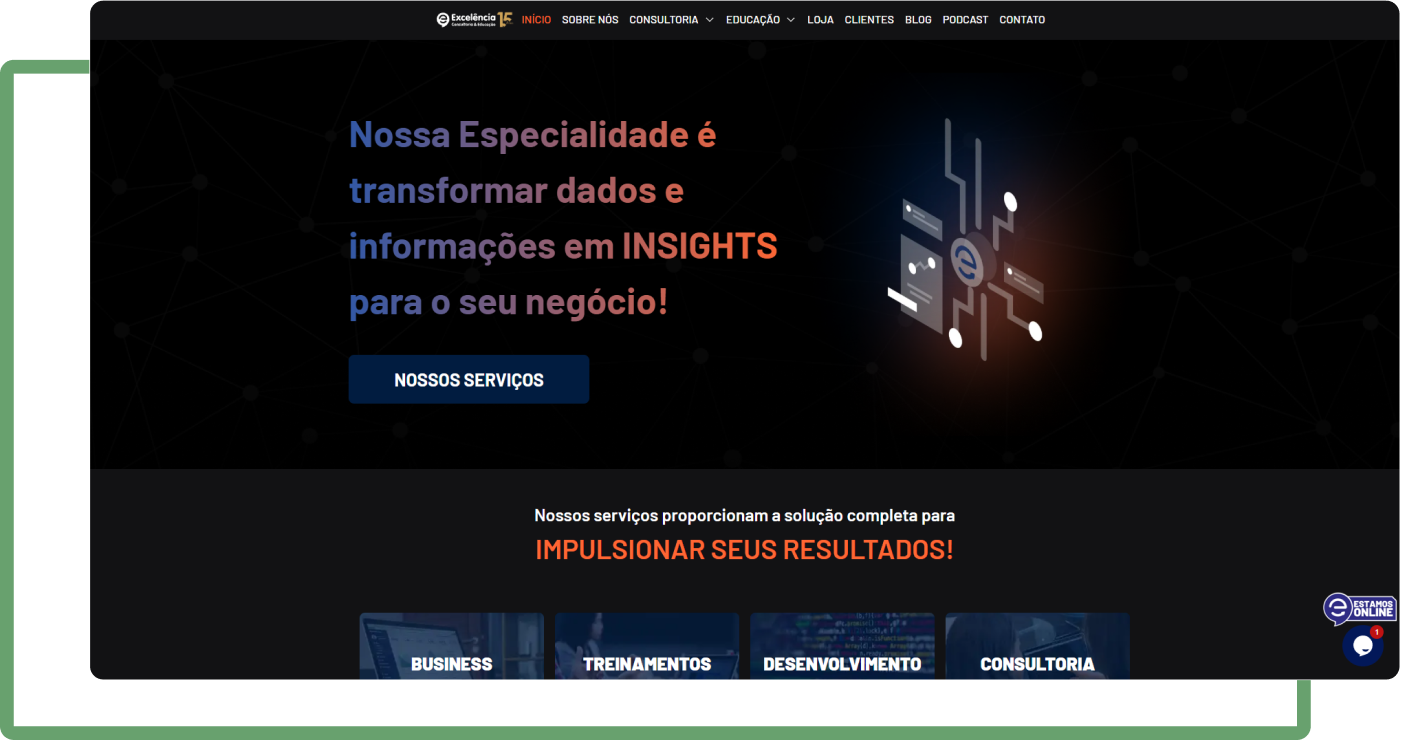 Excelência
Consultoria & Educação
15
INÍCIO SOBRE NÓS CONSULTORIA EDUCAÇÃO LOJA CLIENTES BLOG PODCAST CONTATO
Nossa Especialidade é
transformar dados e
informações em INSIGHTS
para o seu negócio!
NOSSOS SERVIÇOS
Nossos serviços proporcionam a solução completa para
IMPULSIONAR SEUS RESULTADOS!
BUSINESS TREINAMENTOS DESENVOLVIMENTO CONSULTORIA
ESTAMOS
ONLINE
1